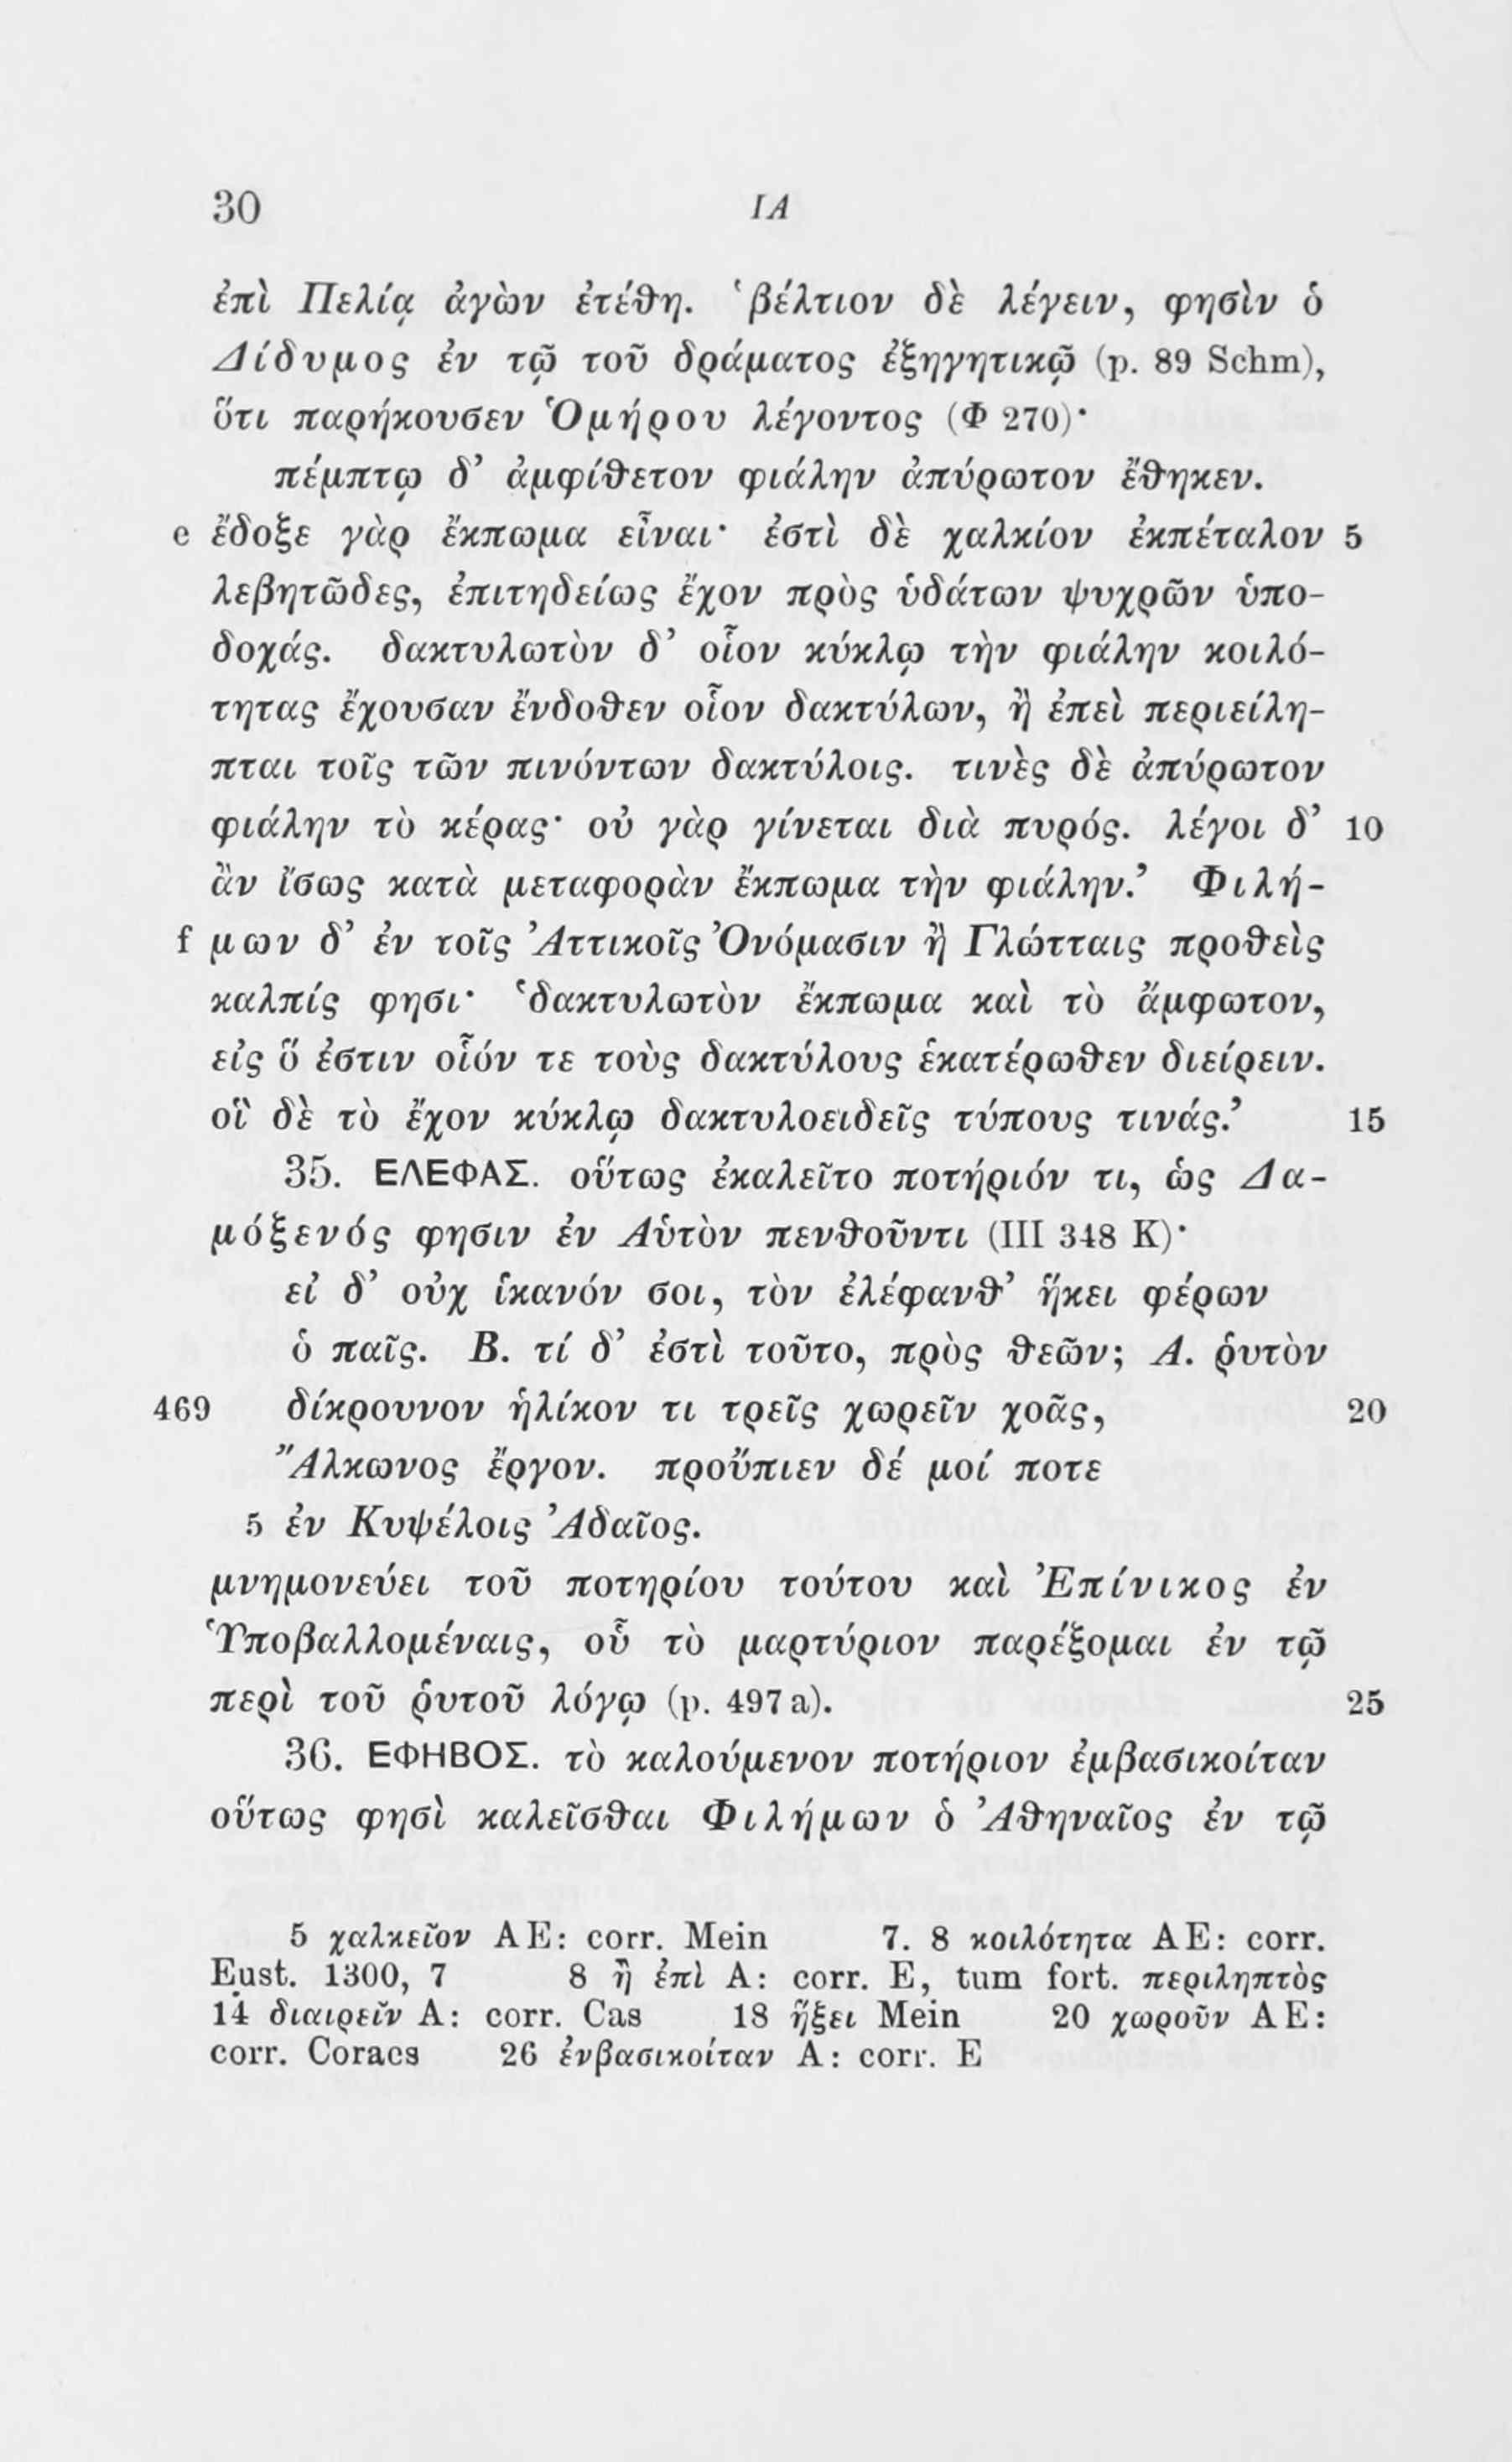 30 ΙΑ
ἐπὶ Πελίᾳ ἀγὼν ἐτέθη. ‘βέλτιον δὲ λέγειν, φησὶν ὁ
Δίδυμος ἐν τῷ τοῦ δράματος ἐξηγητικῷ (p. 89 Schm),
ὅτι παρήκουσεν Ὁμήρου λέγοντος (Φ 270)·
πέμπτῳ δ’ ἀμφίθετον φιάλην ἀπύρωτον ἔθηκεν.
e ἔδοξε γὰρ ἔκπωμα εἶναι· ἐστὶ δὲ χαλκίον ἐκπέταλον 5
λεβητῶδες, ἐπιτηδείως ἔχον πρὸς ὑδάτων ψυχρῶν ὑπο-
δοχάς. δακτυλωτὸν δ’ οἷον κύκλῳ τὴν φιάλην κοιλό-
τητας ἔχουσαν ἔνδοθεν οἷον δακτύλων, ἢ ἐπεὶ περιείλη-
πται τοῖς τῶν πινόντων δακτύλοις. τινὲς δὲ ἀπύρωτον
φιάλην τὸ κέρας· οὐ γὰρ γίνεται διὰ πυρός. λέγοι δ’ 10
ἂν ἴσως κατὰ μεταφορὰν ἔκπωμα τὴν φιάλην.’ Φιλή-
f μων δ’ ἐν τοῖς Ἀττικοῖς Ὀνόμασιν ἢ Γλώτταις προθεὶς
καλπίς φησι· ‘δακτυλωτὸν ἔκπωμα καὶ τὸ ἄμφωτον,
εἰς ὅ ἐστιν οἷόν τε τοὺς δακτύλους ἑκατέρωθεν διείρειν.
οἳ δὲ τὸ ἔχον κύκλῳ δακτυλοειδεῖς τύπους τινάς.’ 15
35. ΕΛΕΦΑΣ. οὕτως ἐκαλεῖτο ποτήριόν τι, ὡς Δα-
μόξενός φησιν ἐν Αὑτὸν πενθοῦντι (III 348 K)·
εἰ δ’ οὐχ ἱκανόν σοι, τὸν ἐλέφανθ’ ἥκει φέρων
ὁ παῖς. Β. τί δ’ ἐστὶ τοῦτο, πρὸς θεῶν; Α. ῥυτὸν
469 δίκρουνον ἡλίκον τι τρεῖς χωρεῖν χοᾶς, 20
Ἄλκωνος ἔργον. προὔπιεν δέ μοί ποτε
5 ἐν Κυψέλοις Ἀδαῖος.
μνημονεύει τοῦ ποτηρίου τούτου καὶ Ἐπίνικος ἐν
Ὑποβαλλομέναις, οὗ τὸ μαρτύριον παρέξομαι ἐν τῷ
περὶ τοῦ ῥυτοῦ λόγῳ (p. 497 a). 25
36. ΕΦΗΒΟΣ. τὸ καλούμενον ποτήριον ἐμβασικοίταν
οὕτως φησὶ καλεῖσθαι Φιλήμων ὁ Ἀθηναῖος ἐν τῷ
5 χαλκεῖον AE: corr. Mein 7. 8 κοιλότητα AE: corr.
Eust. 1300, 7 8 ἢ ἐπὶ A: corr. E, tum fort. περιληπτὸς
14 διαιρεῖν A: corr. Cas 18 ἥξει Mein 20 χωροῦν AE:
corr. Coraes 26 ἐνβασικοίταν A: corr. E